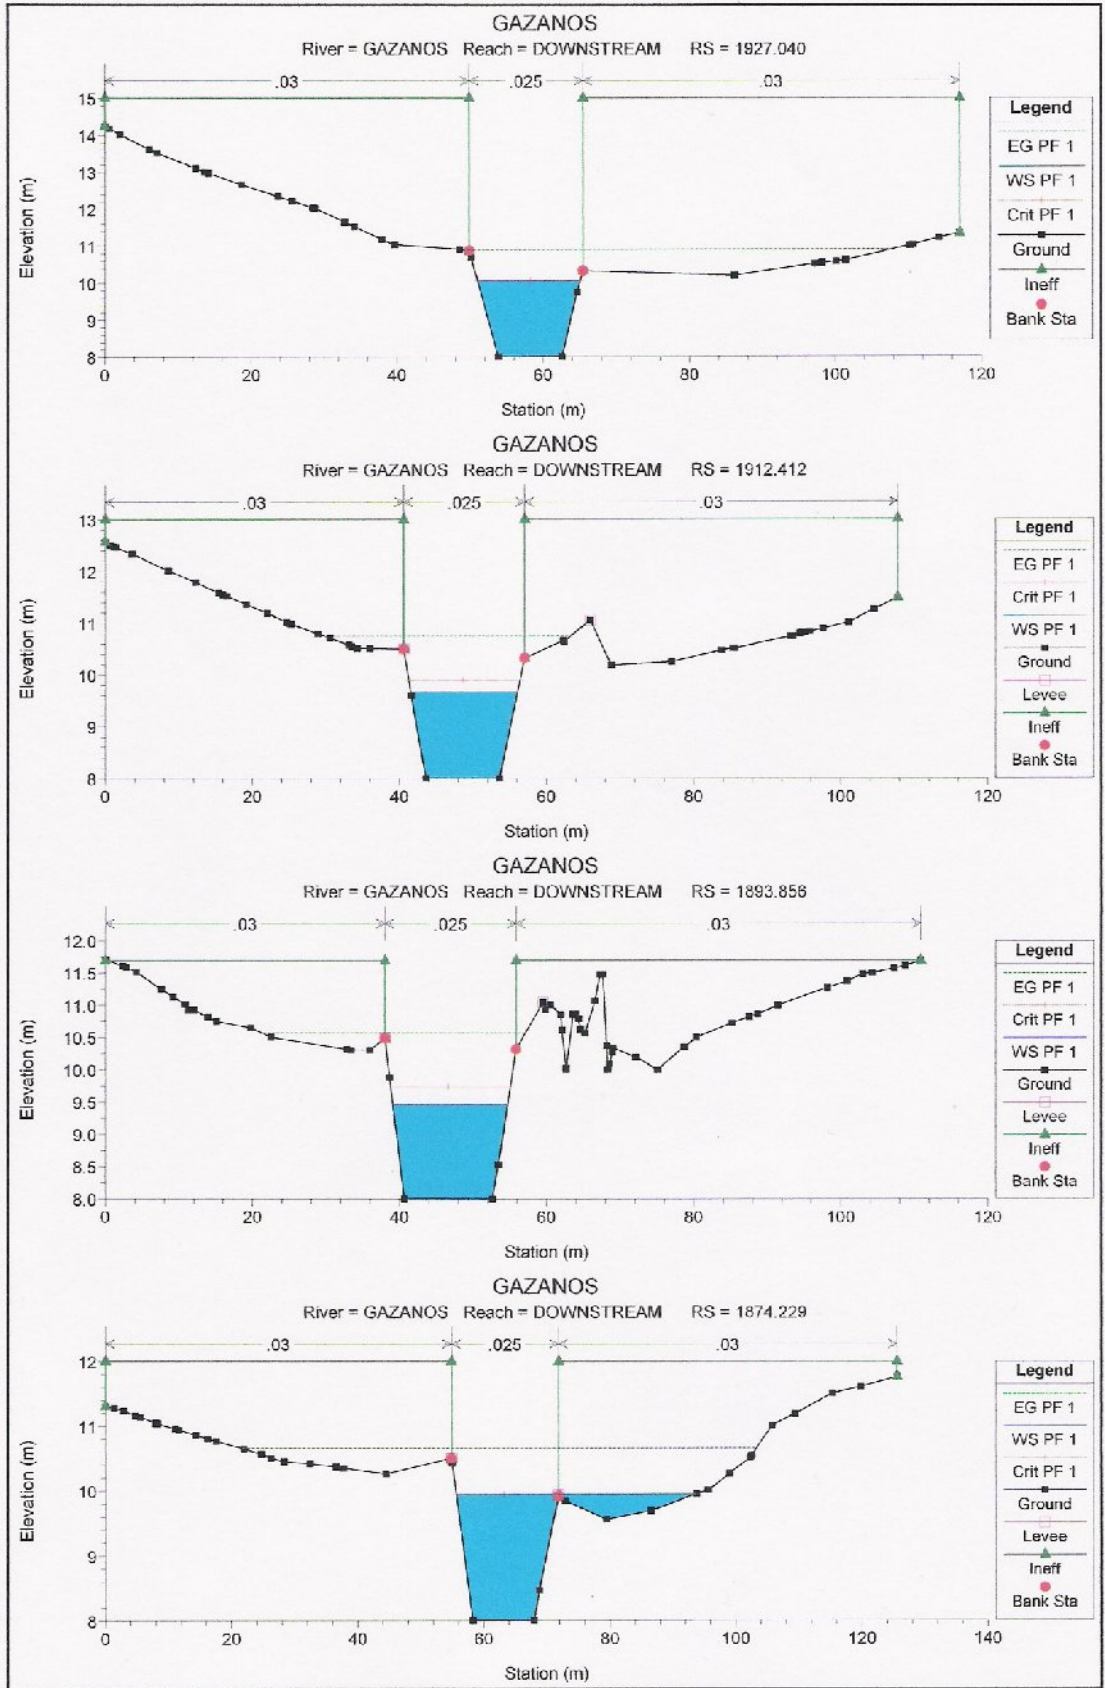 GAZANOS
River = GAZANOS Reach = DOWNSTREAM RS = 1927.040
.03 .025 .03
15
14
13
12
11
10
9
8
Elevation (m)
0 20 40 60 80 100 120
Station (m)
Legend
EG PF 1
WS PF 1
Crit PF 1
Ground
Ineff
Bank Sta
GAZANOS
River = GAZANOS Reach = DOWNSTREAM RS = 1912.412
.03 .025 .03
13
12
11
10
9
8
Elevation (m)
0 20 40 60 80 100 120
Station (m)
Legend
EG PF 1
Crit PF 1
WS PF 1
Ground
Levee
Ineff
Bank Sta
GAZANOS
River = GAZANOS Reach = DOWNSTREAM RS = 1893.856
.03 .025 .03
12.0
11.5
11.0
10.5
10.0
9.5
9.0
8.5
8.0
Elevation (m)
0 20 40 60 80 100 120
Station (m)
Legend
EG PF 1
Crit PF 1
WS PF 1
Ground
Levee
Ineff
Bank Sta
GAZANOS
River = GAZANOS Reach = DOWNSTREAM RS = 1874.229
.03 .025 .03
12
11
10
9
8
Elevation (m)
0 20 40 60 80 100 120 140
Station (m)
Legend
EG PF 1
WS PF 1
Crit PF 1
Ground
Levee
Ineff
Bank Sta